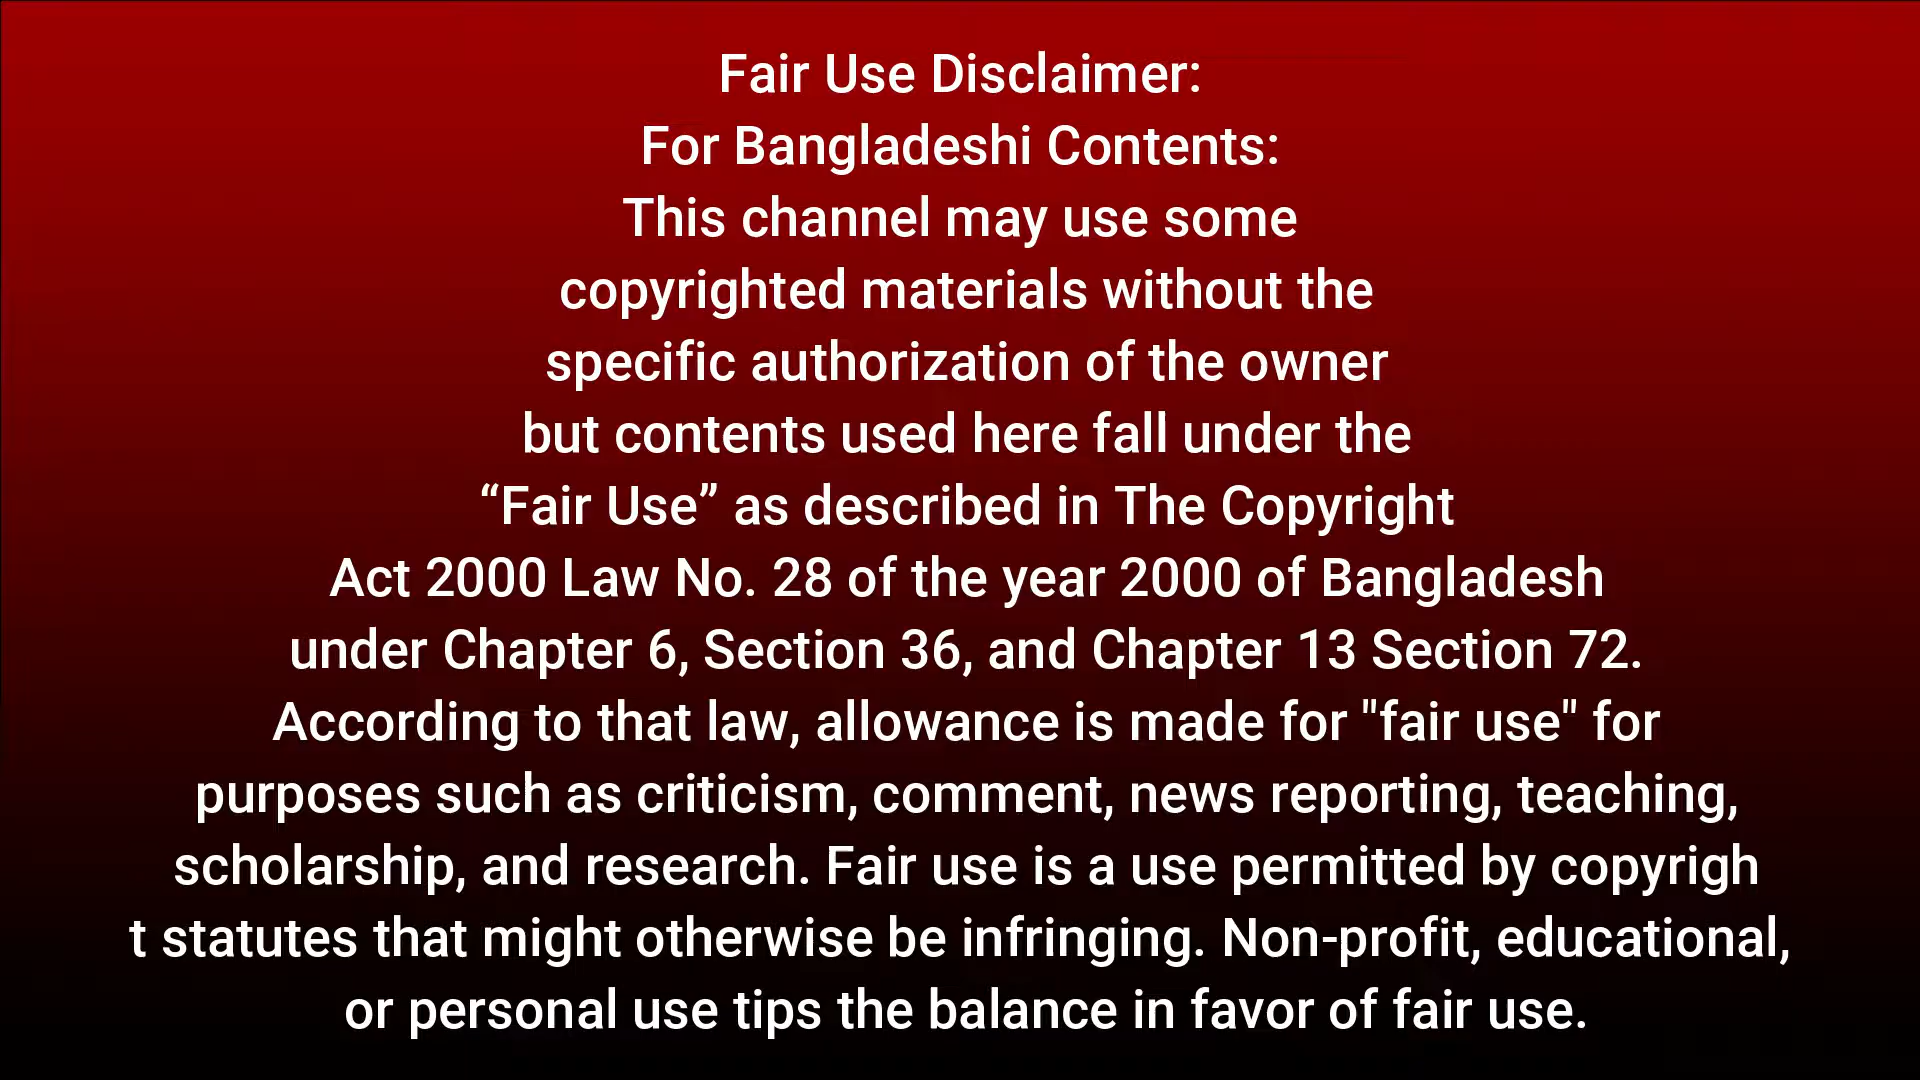 Fair Use Disclaimer:
For Bangladeshi Contents:
This channel may use some
copyrighted materials without the
specific authorization of the owner
but contents used here fall under the
“Fair Use” as described in The Copyright
Act 2000 Law No. 28 of the year 2000 of Bangladesh
under Chapter 6, Section 36, and Chapter 13 Section 72.
According to that law, allowance is made for "fair use" for
purposes such as criticism, comment, news reporting, teaching,
scholarship, and research. Fair use is a use permitted by copyrigh
t statutes that might otherwise be infringing. Non-profit, educational,
or personal use tips the balance in favor of fair use.